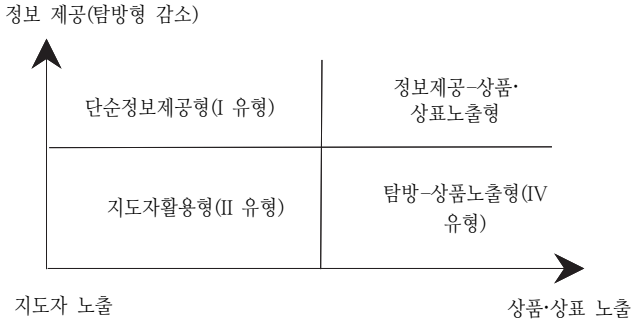 정보 제공(탐방형 감소)
단순정보제공형(I 유형)
정보제공–상품·
상표노출형
지도자활용형(II 유형)
탐방–상품노출형(IV
유형)
지도자 노출
상품·상표 노출